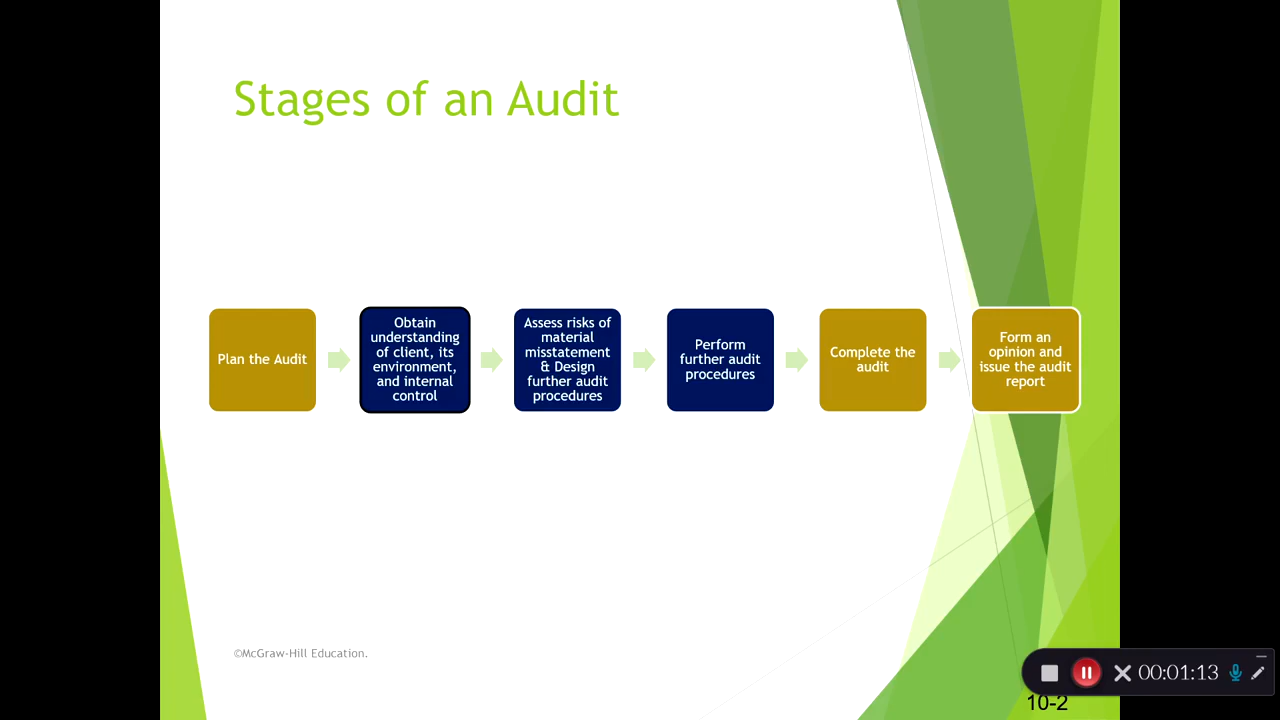 Stages of an Audit
Plan the Audit
Obtain
understanding
of client, its
environment,
and internal
control
Assess risks of
material
misstatement
& Design
further audit
procedures
Perform
further audit
procedures
Complete the
audit
Form an
opinion and
issue the audit
report
©McGraw-Hill Education.
00:01:13
10-2